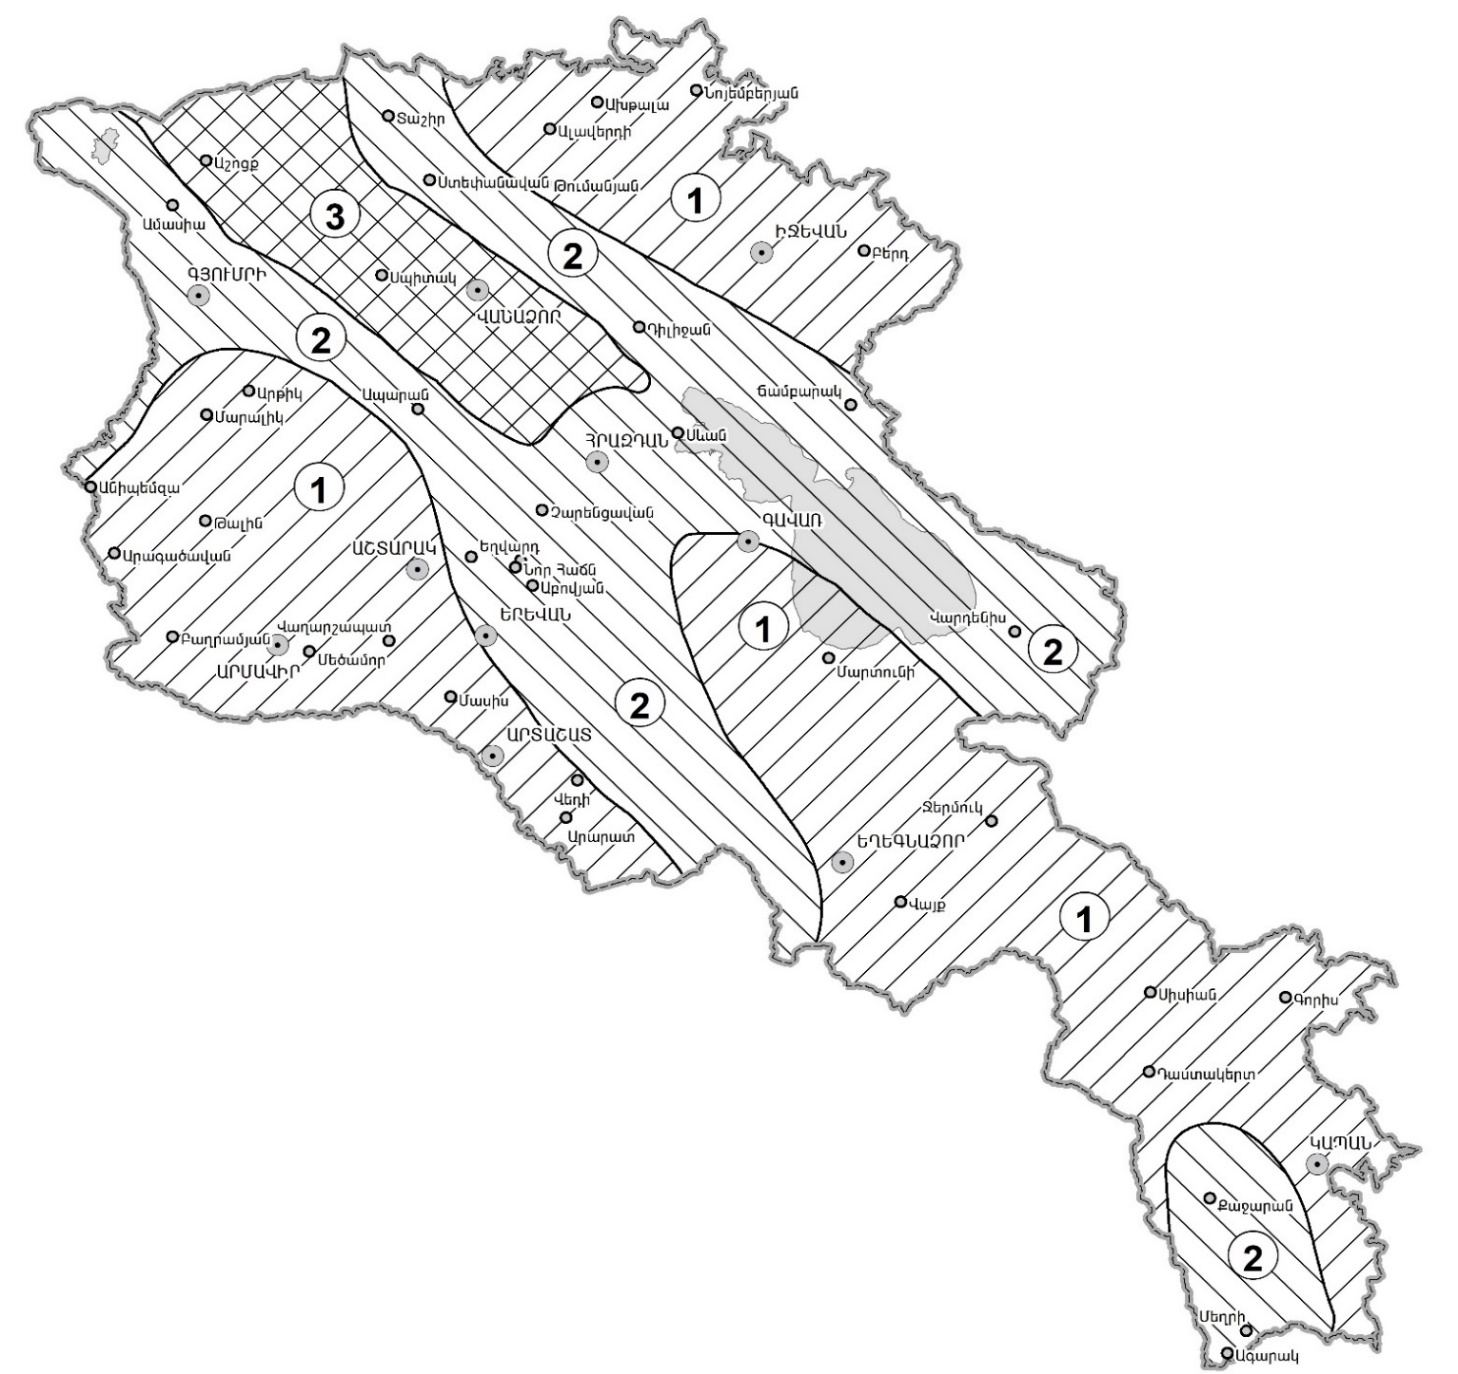 Նոյեմբերյան
Ախթալա
Տաշիր
Ալավերդի
Աշոցք
Ստեփանավան
Թումանյան
1
Ամասիա
3
ԻՋԵՎԱՆ
Բերդ
2
ԳՅՈՒՄՐԻ
Սպիտակ
ՎԱՆԱՁՈՐ
Դիլիջան
2
Արթիկ
Ապարան
Ճամբարակ
Մարալիկ
ՀՐԱԶԴԱՆ
Սևան
Անիպեմզա
1
Չարենցավան
Թալին
ԳԱՎԱՌ
ԱՇՏԱՐԱԿ
Եղվարդ
Արագածավան
Նոր Հաճն
Աբովյան
ԵՐԵՎԱՆ
1
Վարդենիս
Վաղարշապատ
Բաղրամյան
Մեծամոր
2
ԱՐՄԱՎԻՐ
Մարտունի
Մասիս
2
ԱՐՏԱՇԱՏ
Վեդի
Ջերմուկ
Արարատ
ԵՂԵԳՆԱՁՈՐ
Վայք
1
Սիսիան
Գորիս
Դաստակերտ
ԿԱՊԱՆ
Քաջարան
2
Մեղրի
Ագարակ